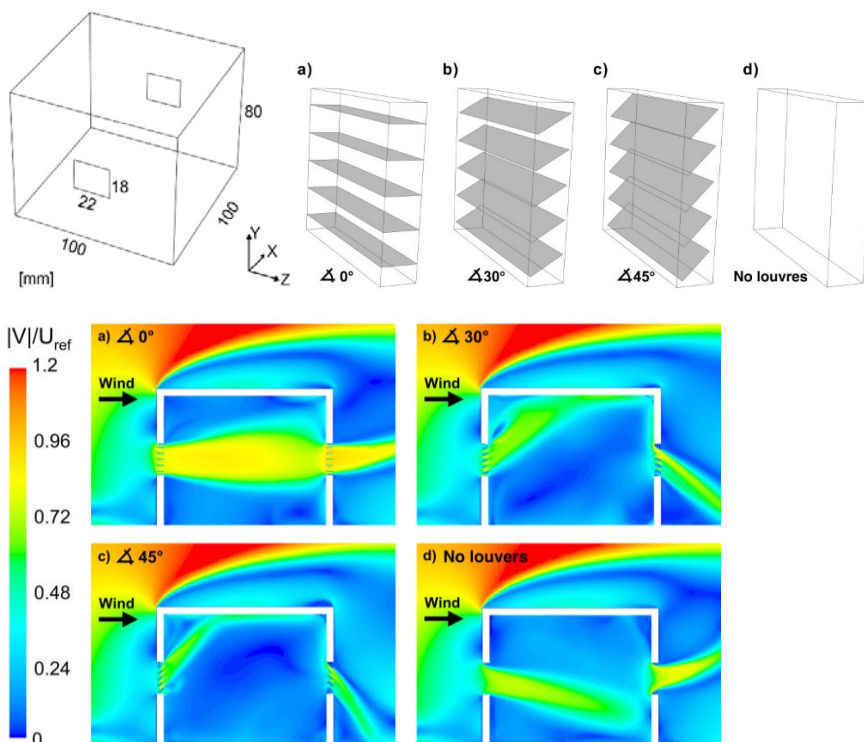 a)
b)
c)
d)
80
18
22
100
100
[mm]
Y
X
Z
∡ 0°
∡30°
∡45°
No louvres
|V|/U_ref
1.2
0.96
0.72
0.48
0.24
0
a) ∡ 0°
Wind
b) ∡ 30°
Wind
c) ∡ 45°
Wind
d) No louvers
Wind